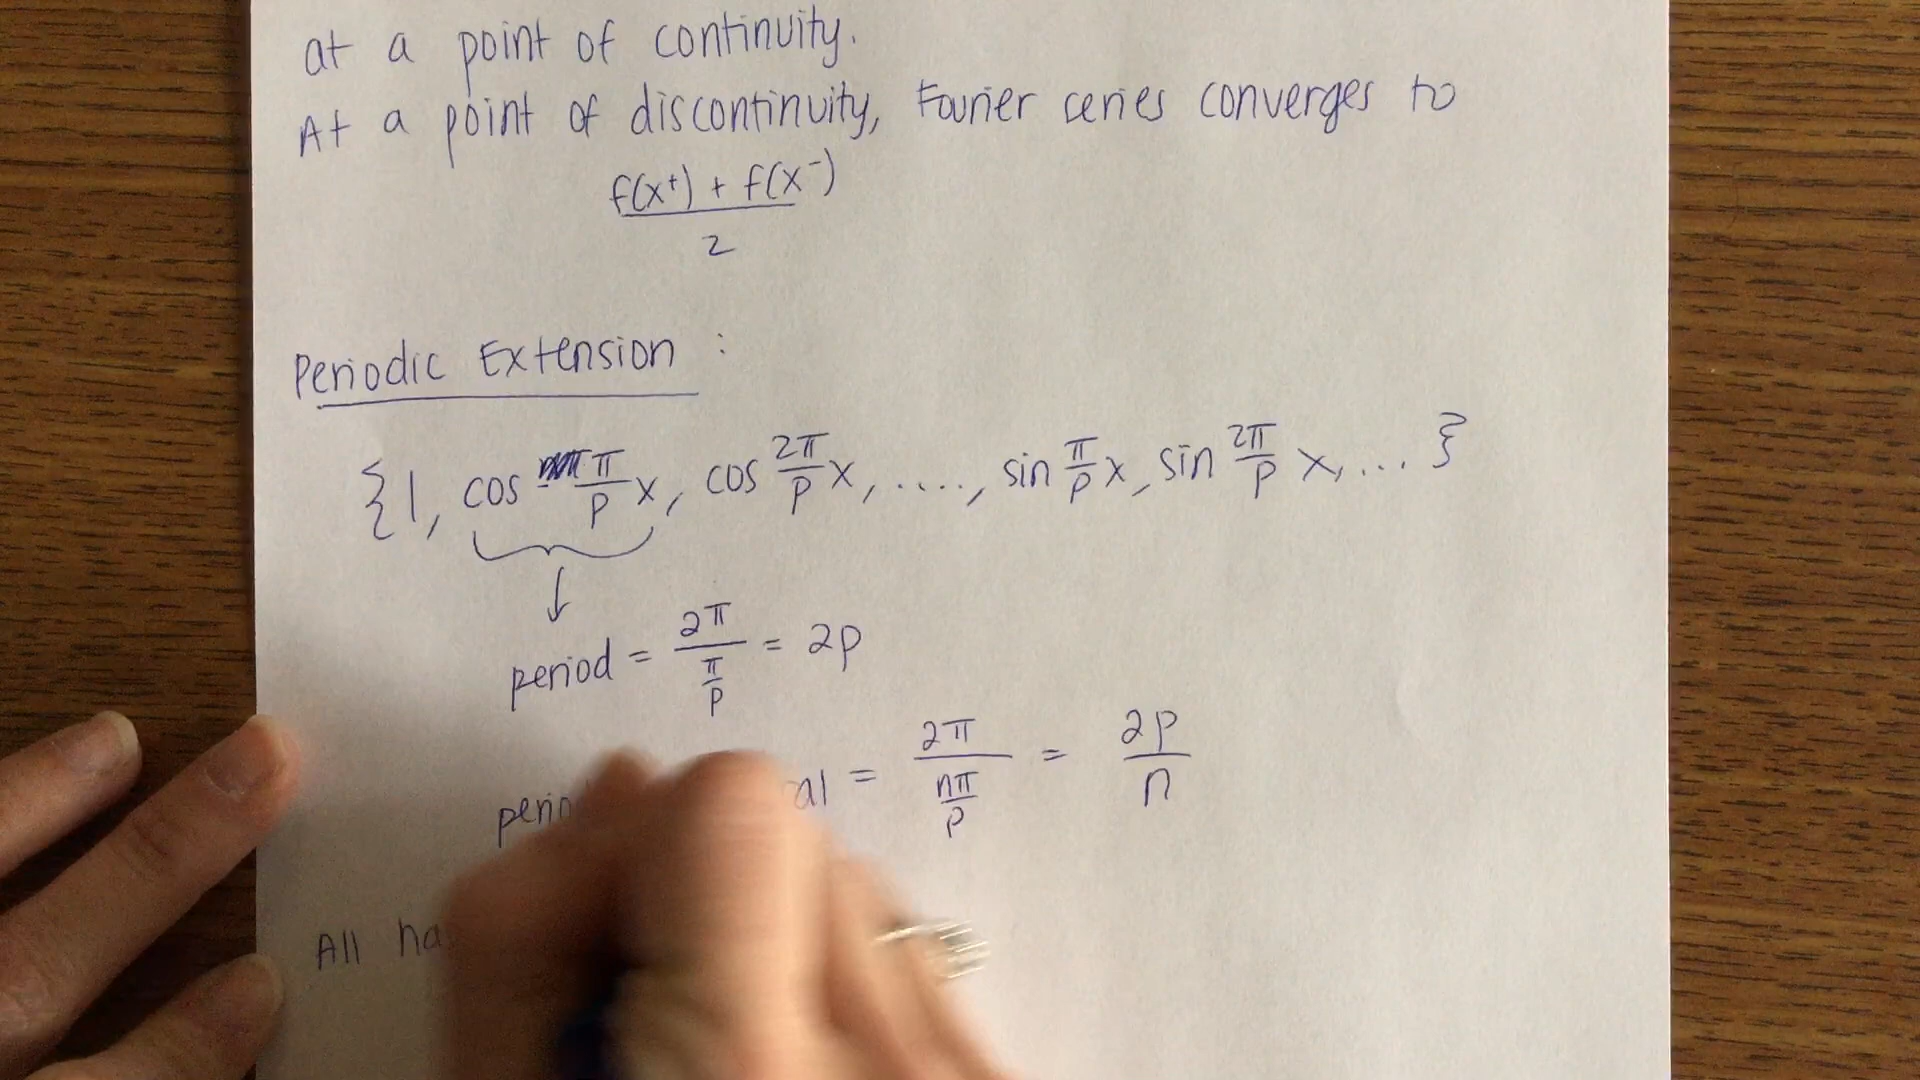 at a point of continuity.
At a point of discontinuity, Fourier series converges to
f(x⁺) + f(x⁻)
2
Periodic Extension :
{1, cos π/p x, cos 2π/p x, ...., sin π/p x, sin 2π/p x, ... }
period = 2π / (π/p) = 2p
= 2π / (nπ/p) = 2p/n
All